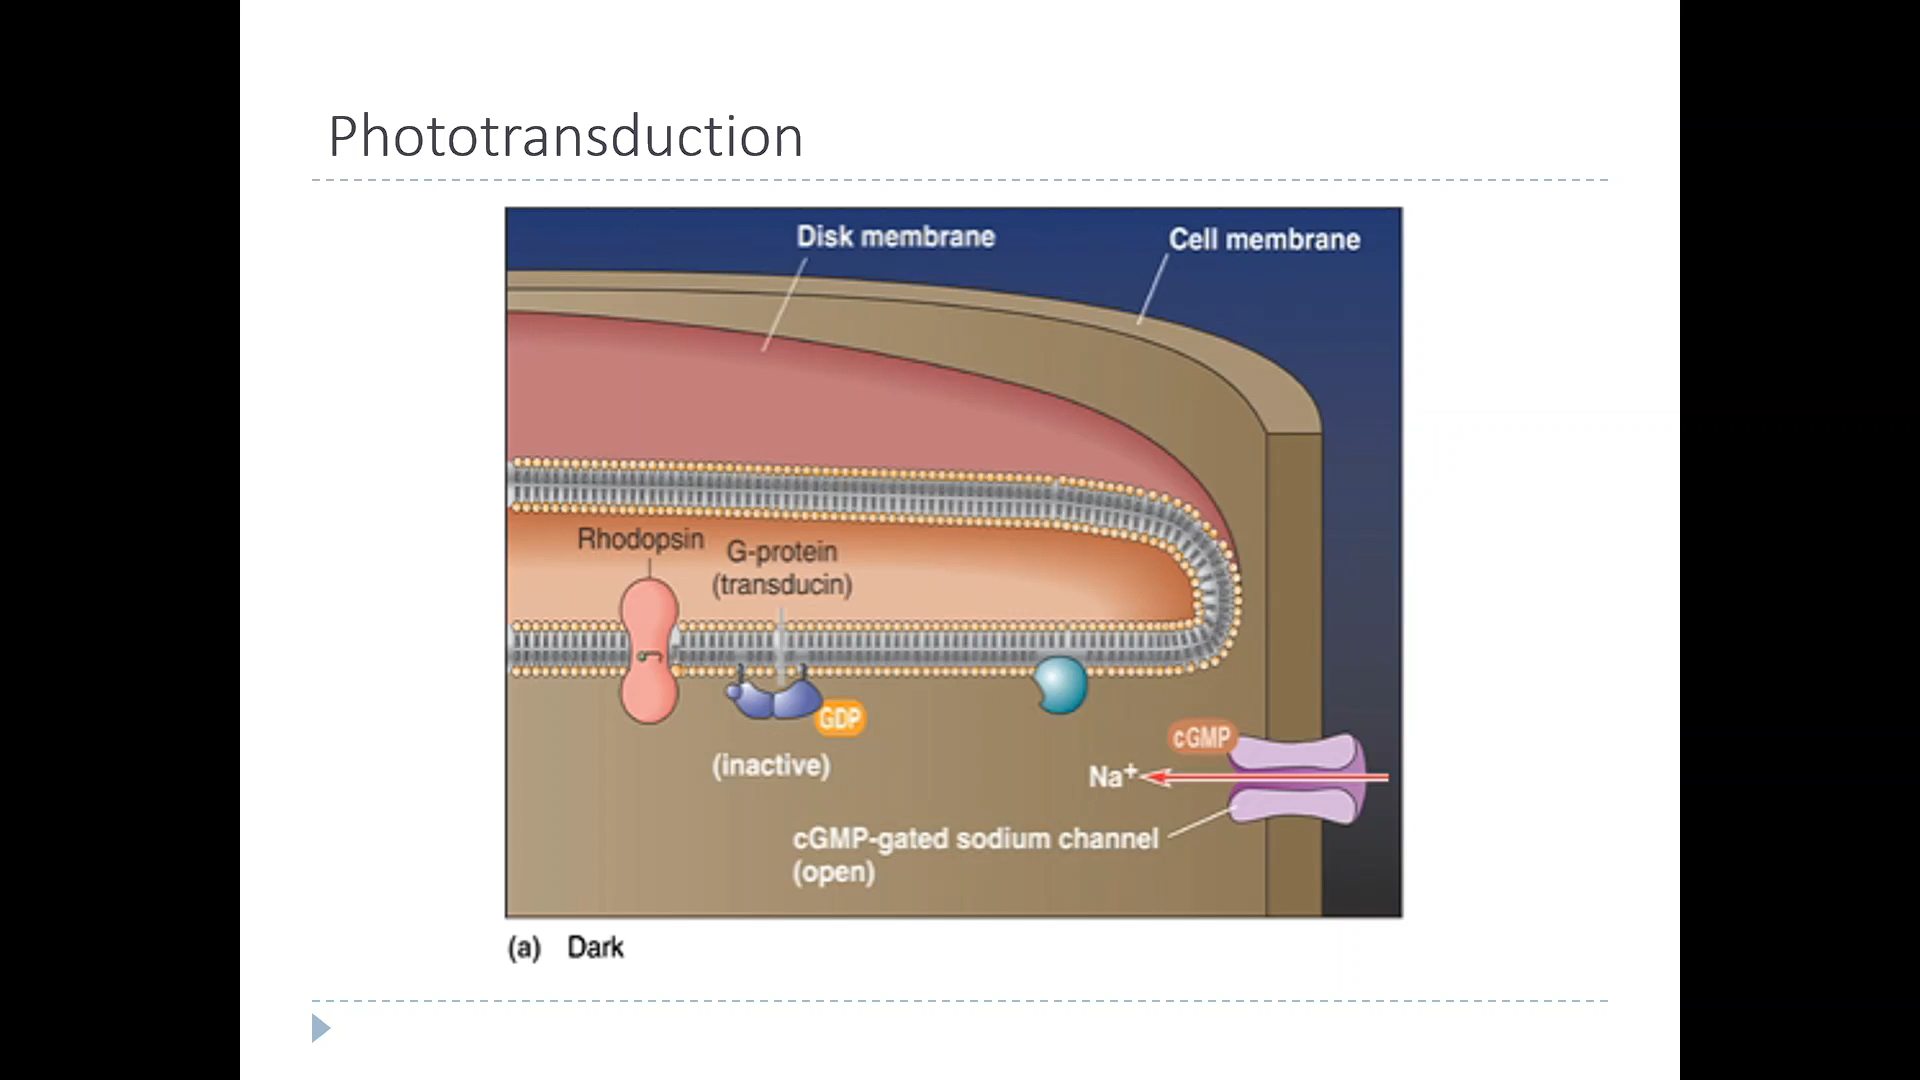 Phototransduction
Disk membrane
Cell membrane
Rhodopsin
G-protein
(transducin)
GDP
(inactive)
cGMP
Na+
cGMP-gated sodium channel
(open)
(a) Dark